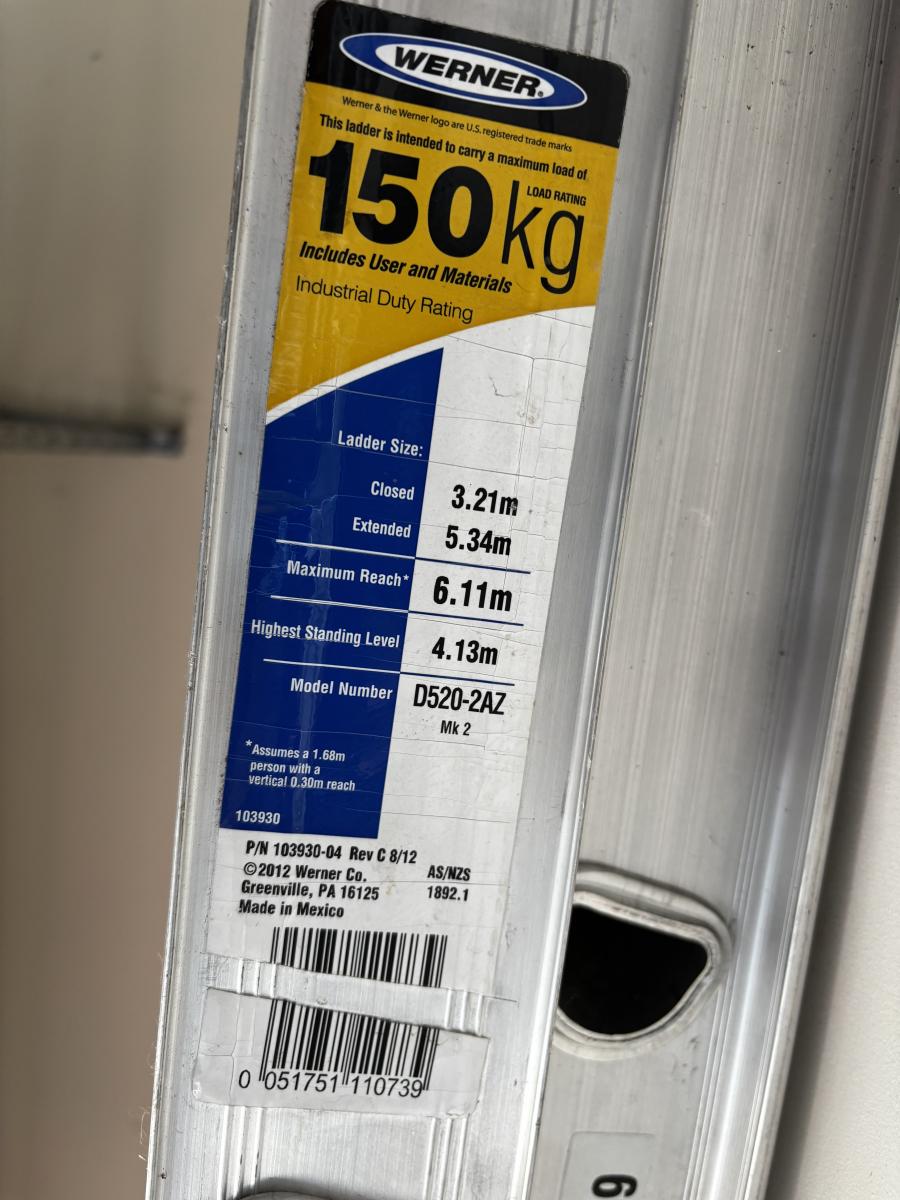 WERNER.
Werner & the Werner logo are U.S. registered trade marks
This ladder is intended to carry a maximum load of
150 kg
LOAD RATING
Includes User and Materials
Industrial Duty Rating
Ladder Size:
Closed 3.21m
Extended 5.34m
Maximum Reach* 6.11m
Highest Standing Level 4.13m
Model Number D520-2AZ
Mk 2
*Assumes a 1.68m
person with a
vertical 0.30m reach
103930
P/N 103930-04 Rev C 8/12
©2012 Werner Co. AS/NZS
Greenville, PA 16125 1892.1
Made in Mexico
0 051751 110739
6